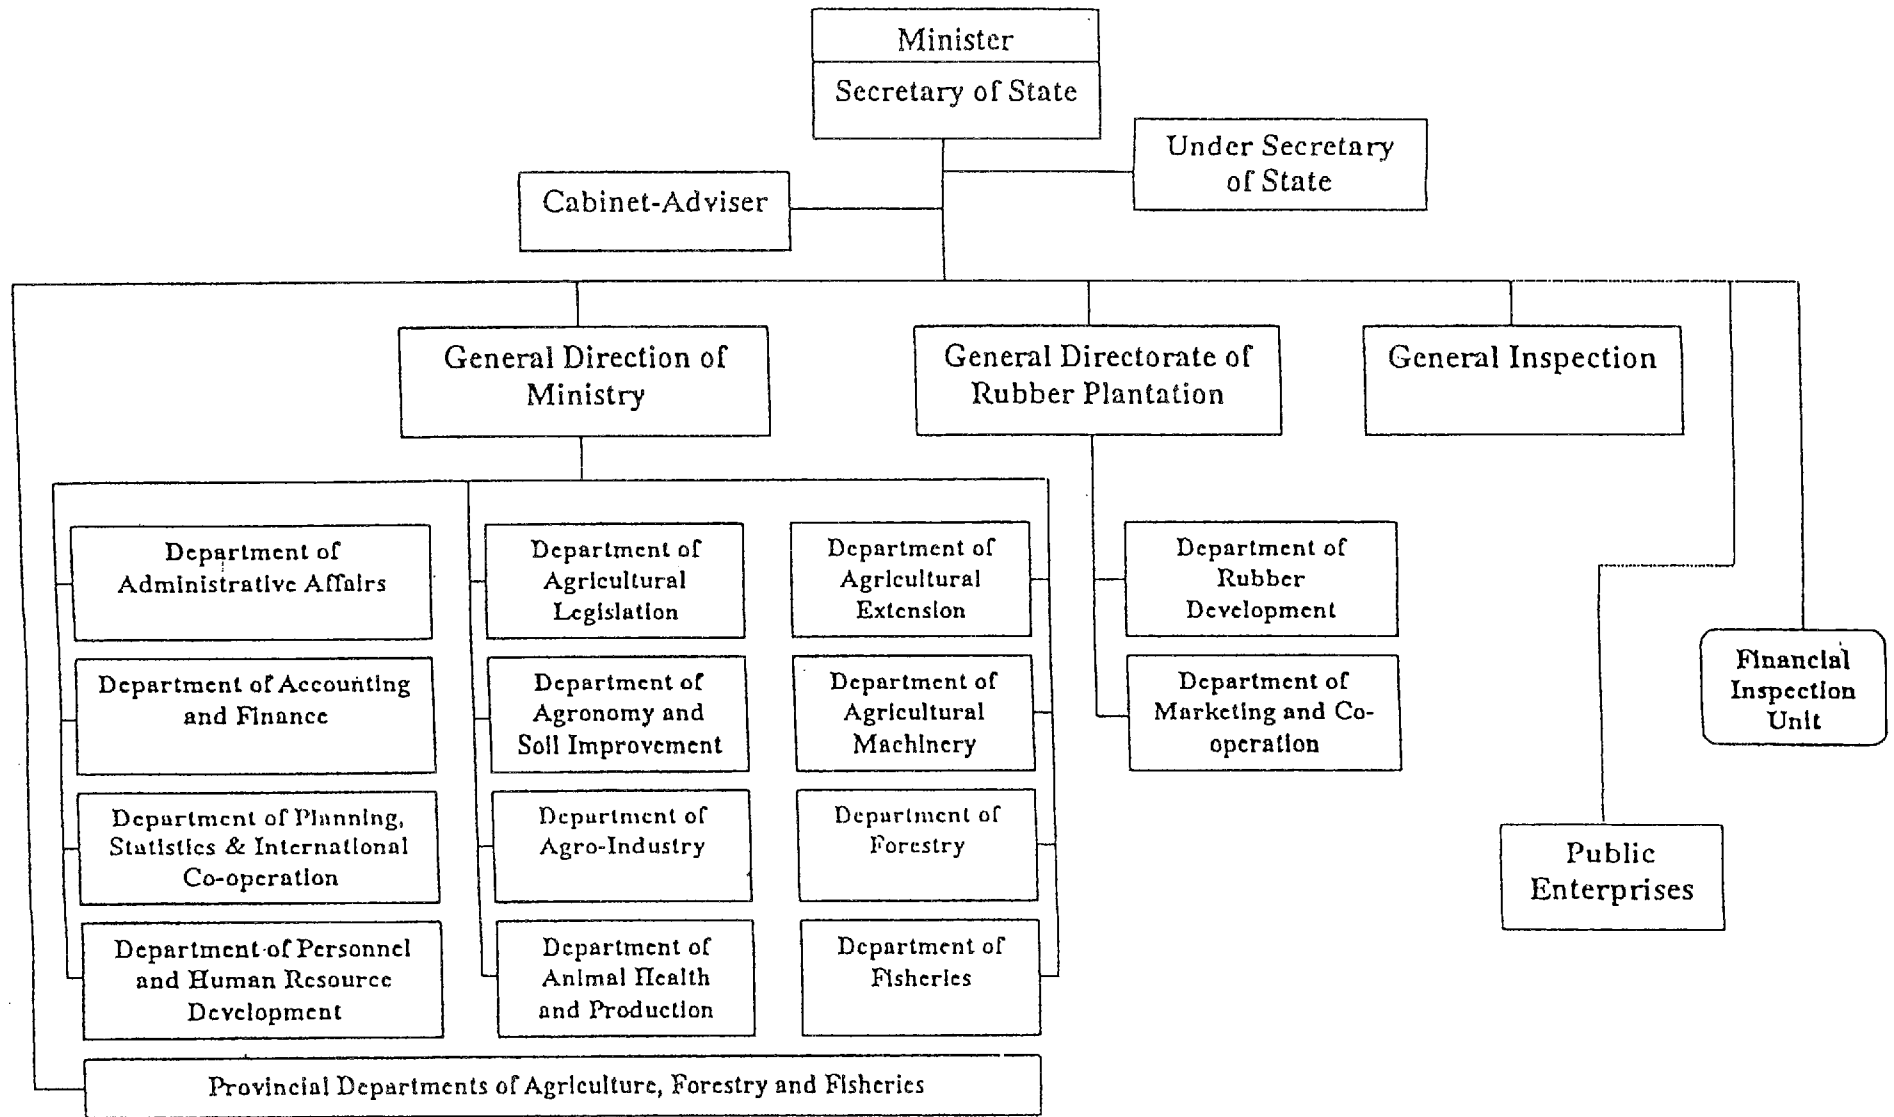 Minister
Secretary of State
Under Secretary
of State
Cabinet-Adviser
General Direction of
Ministry
General Directorate of
Rubber Plantation
General Inspection
Department of
Administrative Affairs
Department of
Agricultural
Legislation
Department of
Agricultural
Extension
Department of
Rubber
Development
Financial
Inspection
Unit
Department of Accounting
and Finance
Department of
Agronomy and
Soil Improvement
Department of
Agricultural
Machinery
Department of
Marketing and Co-
operation
Department of Planning,
Statistics & International
Co-operation
Department of
Agro-Industry
Department of
Forestry
Public
Enterprises
Department of Personnel
and Human Resource
Development
Department of
Animal Health
and Production
Department of
Fisheries
Provincial Departments of Agriculture, Forestry and Fisheries